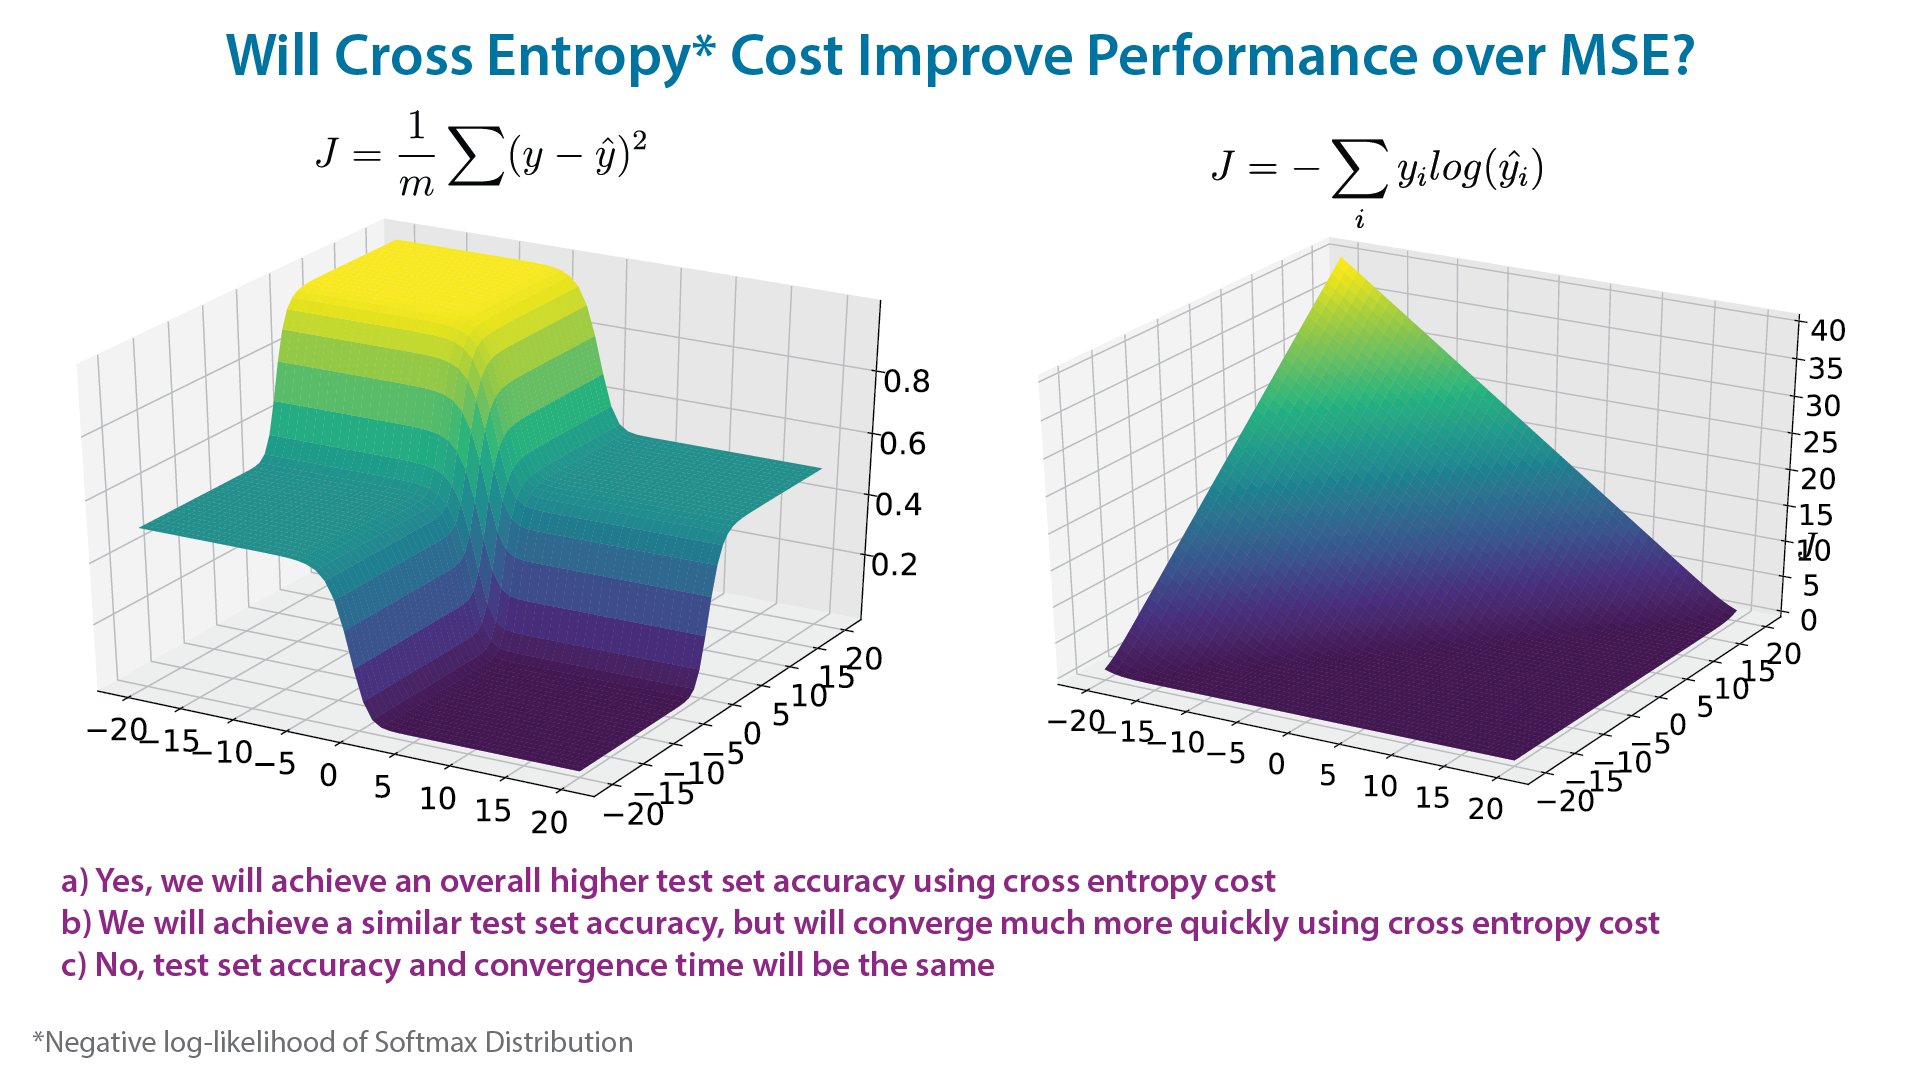 Will Cross Entropy* Cost Improve Performance over MSE?
J = \frac{1}{m} \sum (y - \hat{y})^2
J = - \sum_i y_i log(\hat{y}_i)
0.8
0.6
0.4
0.2
−20 −15 −10 −5 0 5 10 15 20
−20 −15 −10 −5 0 5 10 15 20
40
35
30
25
20
15
10
J
5
0
−20 −15 −10 −5 0 5 10 15 20
−20 −15 −10 −5 0 5 10 15 20
a) Yes, we will achieve an overall higher test set accuracy using cross entropy cost
b) We will achieve a similar test set accuracy, but will converge much more quickly using cross entropy cost
c) No, test set accuracy and convergence time will be the same
*Negative log-likelihood of Softmax Distribution